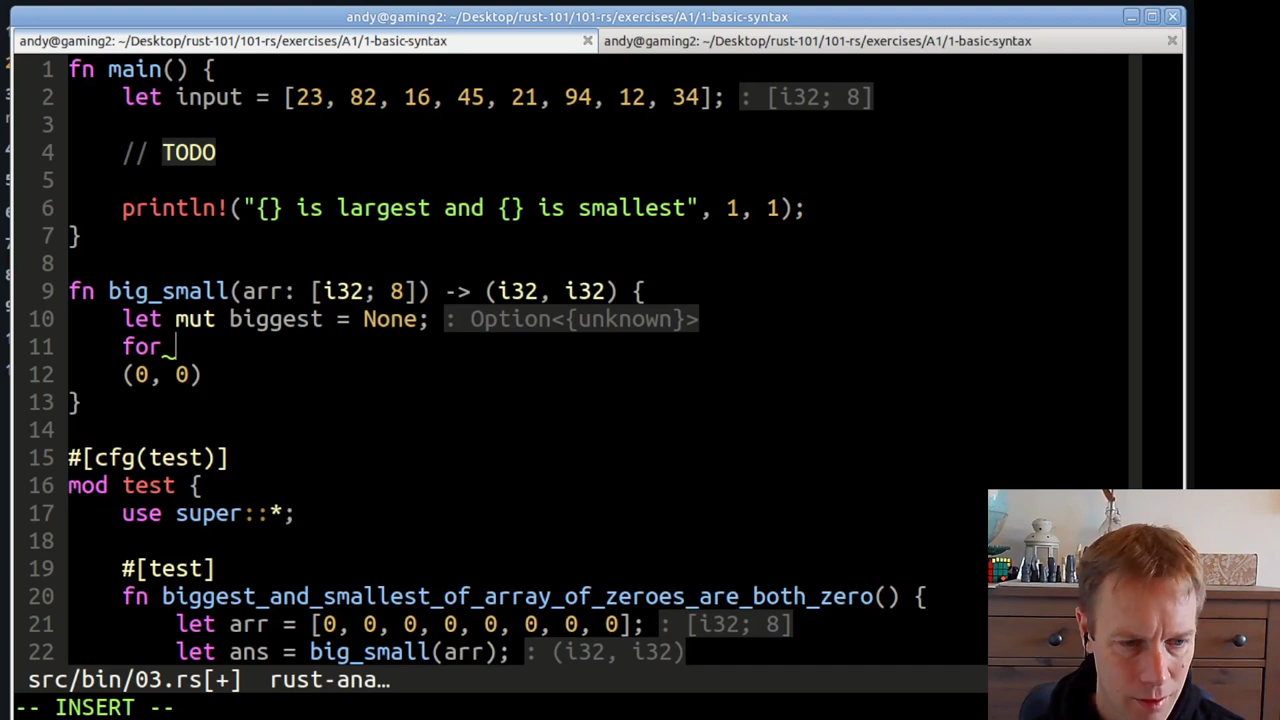 andy@gaming2: ~/Desktop/rust-101/101-rs/exercises/A1/1-basic-syntax
andy@gaming2: ~/Desktop/rust-101/101-rs/exercises/A1/1-basic-syntax
andy@gaming2: ~/Desktop/rust-101/101-rs/exercises/A1/1-basic-syntax
1 fn main() {
2 let input = [23, 82, 16, 45, 21, 94, 12, 34]; : [i32; 8]
3
4 // TODO
5
6 println!("{} is largest and {} is smallest", 1, 1);
7 }
8
9 fn big_small(arr: [i32; 8]) -> (i32, i32) {
10 let mut biggest = None; : Option<{unknown}>
11 for
12 (0, 0)
13 }
14
15 #[cfg(test)]
16 mod test {
17 use super::*;
18
19 #[test]
20 fn biggest_and_smallest_of_array_of_zeroes_are_both_zero() {
21 let arr = [0, 0, 0, 0, 0, 0, 0, 0]; : [i32; 8]
22 let ans = big_small(arr); : (i32, i32)
src/bin/03.rs[+] rust-ana…
-- INSERT --